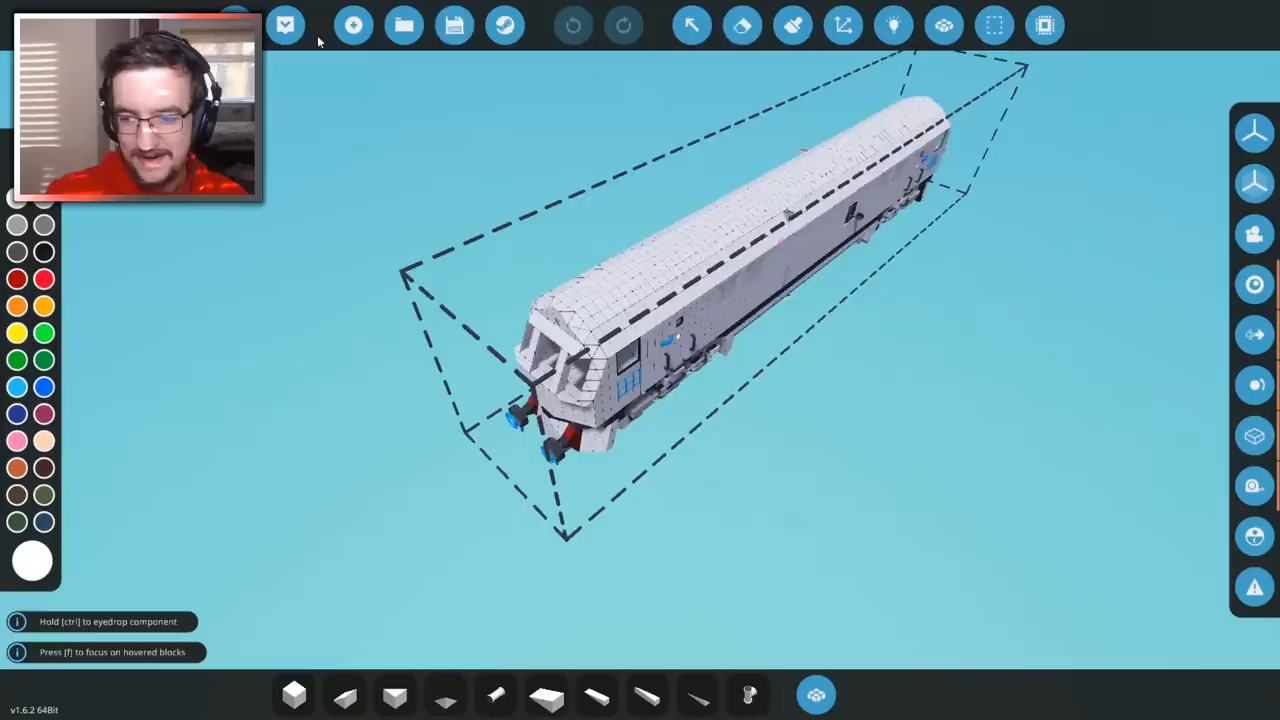 Hold [ctrl] to eyedrop component
Press [f] to focus on hovered blocks
v1.6.2 64Bit